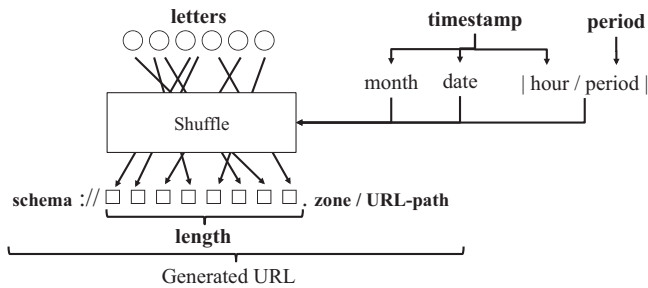 letters
timestamp
period
month
date
| hour / period |
Shuffle
schema :// . zone / URL-path
length
Generated URL